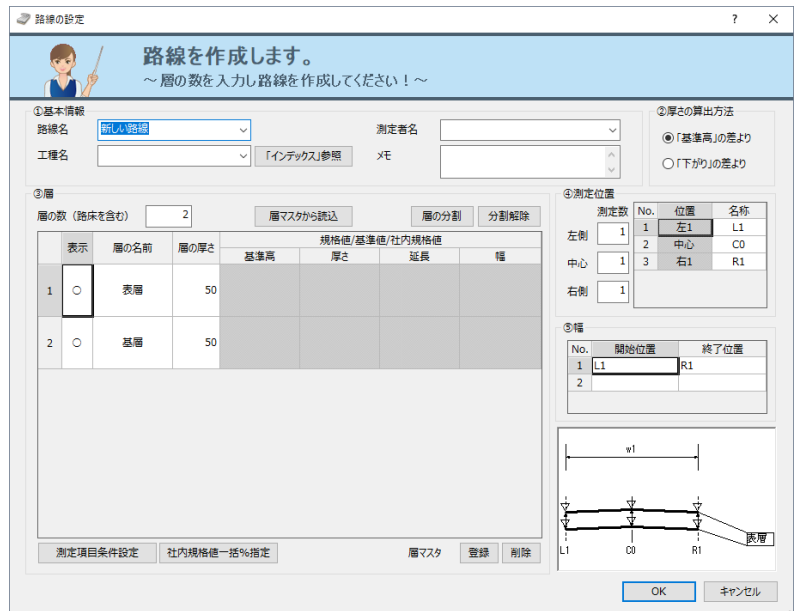 路線の設定
? ×
路線を作成します。
～層の数を入力し路線を作成してください！～
①基本情報
路線名 新しい路線 測定者名
工種名 「インデックス」参照 メモ
②厚さの算出方法
「基準高」の差より
「下がり」の差より
③層
層の数（路床を含む） 2 層マスタから読込 層の分割 分割解除
表示 層の名前 層の厚さ 規格値/基準値/社内規格値
基準高 厚さ 延長 幅
1 ○ 表層 50
2 ○ 基層 50
測定項目条件設定 社内規格値一括%指定 層マスタ 登録 削除
④測定位置
測定数
左側 1
中心 1
右側 1
No. 位置 名称
1 左1 L1
2 中心 C0
3 右1 R1
⑤幅
No. 開始位置 終了位置
1 L1 R1
2
w1
表層
L1 C0 R1
OK キャンセル